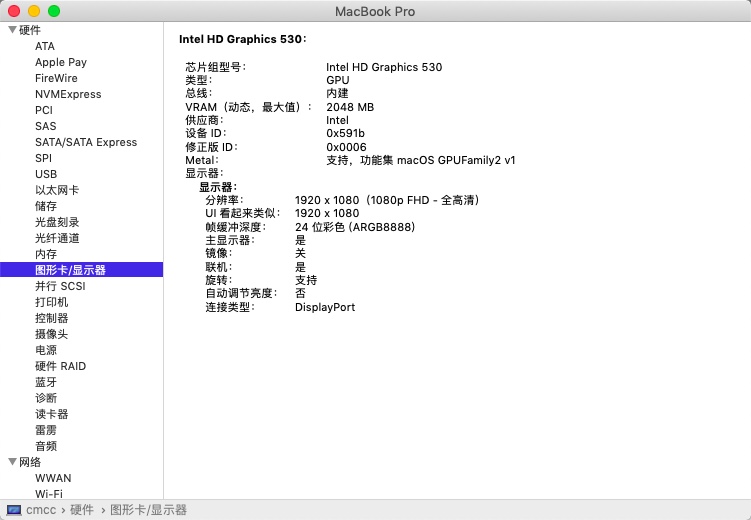 MacBook Pro
硬件
ATA
Apple Pay
FireWire
NVMExpress
PCI
SAS
SATA/SATA Express
SPI
USB
以太网卡
储存
光盘刻录
光纤通道
内存
图形卡/显示器
并行 SCSI
打印机
控制器
摄像头
电源
硬件 RAID
蓝牙
诊断
读卡器
雷雳
音频
网络
WWAN
Wi-Fi
Intel HD Graphics 530：
芯片组型号： Intel HD Graphics 530
类型： GPU
总线： 内建
VRAM（动态，最大值）： 2048 MB
供应商： Intel
设备 ID： 0x591b
修正版 ID： 0x0006
Metal： 支持，功能集 macOS GPUFamily2 v1
显示器：
显示器：
分辨率： 1920 x 1080（1080p FHD - 全高清）
UI 看起来类似： 1920 x 1080
帧缓冲深度： 24 位彩色 (ARGB8888)
主显示器： 是
镜像： 关
联机： 是
旋转： 支持
自动调节亮度： 否
连接类型： DisplayPort
cmcc › 硬件 › 图形卡/显示器